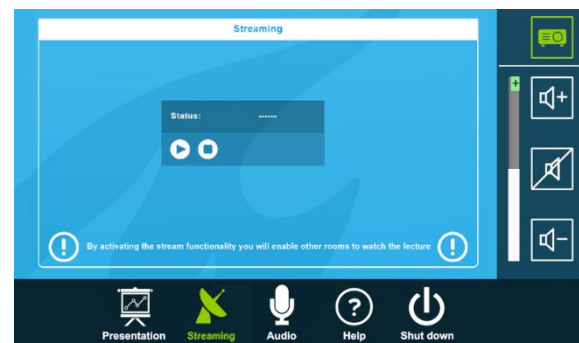 Streaming
Status: ------
By activating the stream functionality you will enable other rooms to watch the lecture
Presentation Streaming Audio Help Shut down